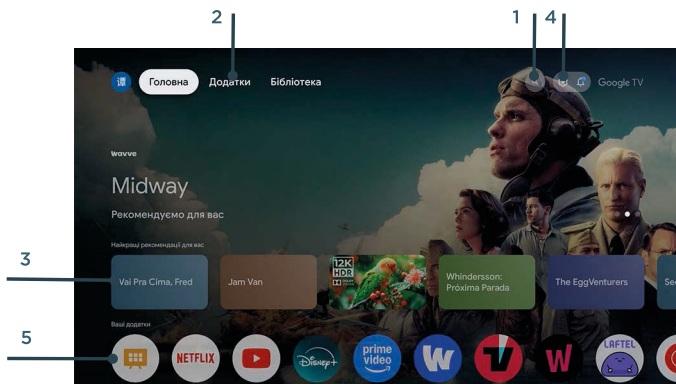 2
1
4
谭
Головна
Додатки
Бібліотека
Google TV
wavve
Midway
Рекомендуємо для вас
Найкращі рекомендації для вас
3
Vai Pra Cima, Fred
Jam Van
12K
HDR
Whindersson:
Próxima Parada
The EggVenturers
Ваші додатки
5
NETFLIX
Disney+
prime
video
W
W
LAFTEL